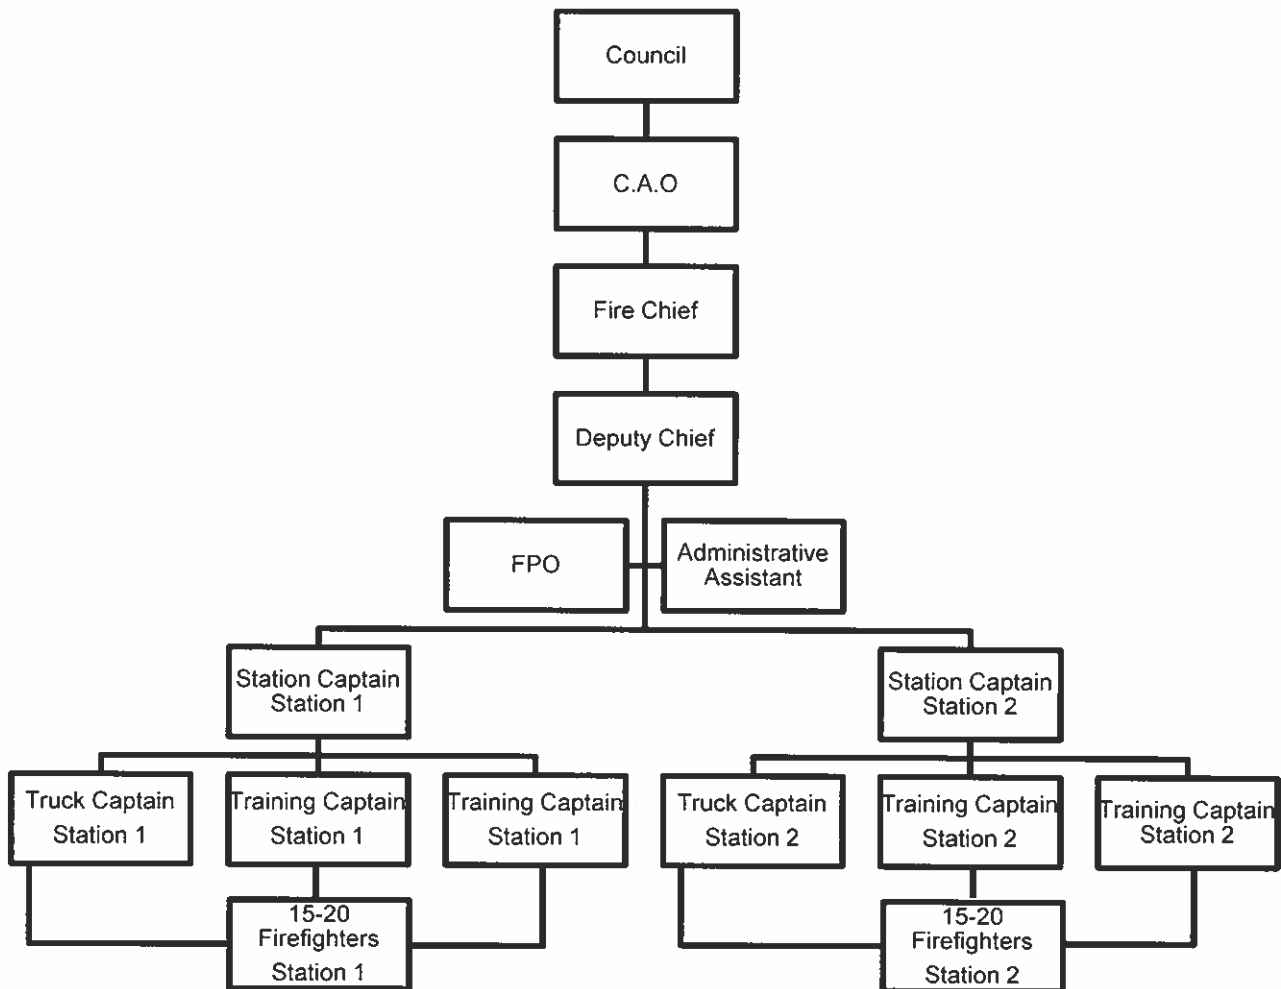 Council
C.A.O
Fire Chief
Deputy Chief
FPO
Administrative
Assistant
Station Captain
Station 1
Station Captain
Station 2
Truck Captain
Station 1
Training Captain
Station 1
Training Captain
Station 1
Truck Captain
Station 2
Training Captain
Station 2
Training Captain
Station 2
15-20
Firefighters
Station 1
15-20
Firefighters
Station 2